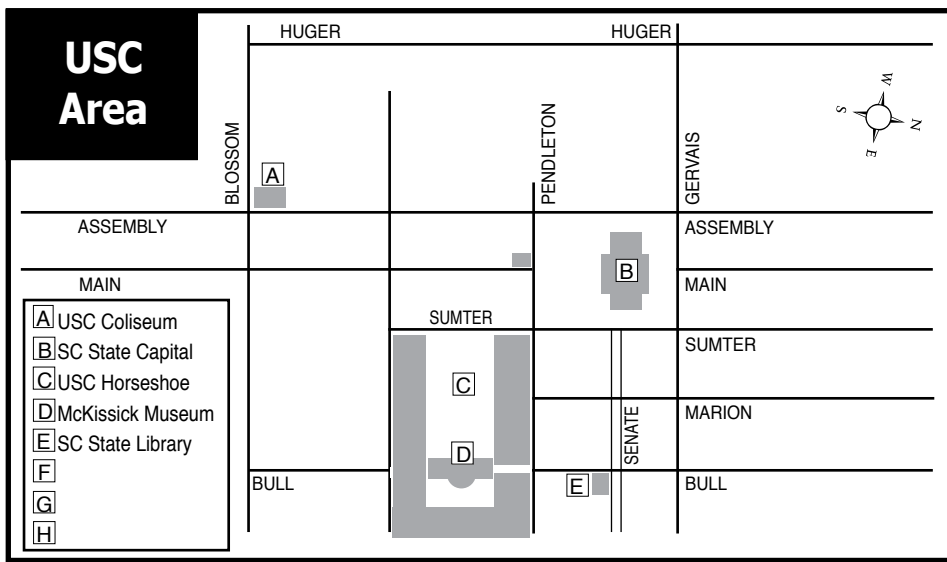 USC
Area
HUGER
HUGER
BLOSSOM
PENDLETON
GERVAIS
W
S
N
E
A
ASSEMBLY
ASSEMBLY
B
MAIN
MAIN
SUMTER
SUMTER
C
MARION
SENATE
D
BULL
E
BULL
A USC Coliseum
B SC State Capital
C USC Horseshoe
D McKissick Museum
E SC State Library
F
G
H